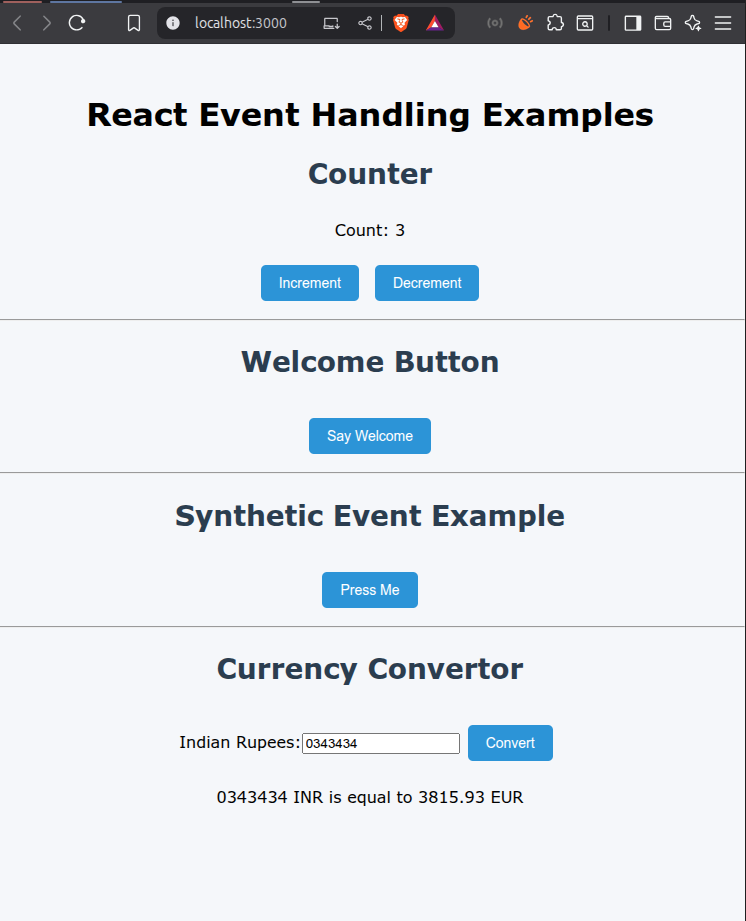 localhost:3000
React Event Handling Examples
Counter
Count: 3
Increment Decrement
Welcome Button
Say Welcome
Synthetic Event Example
Press Me
Currency Convertor
Indian Rupees: 0343434 Convert
0343434 INR is equal to 3815.93 EUR